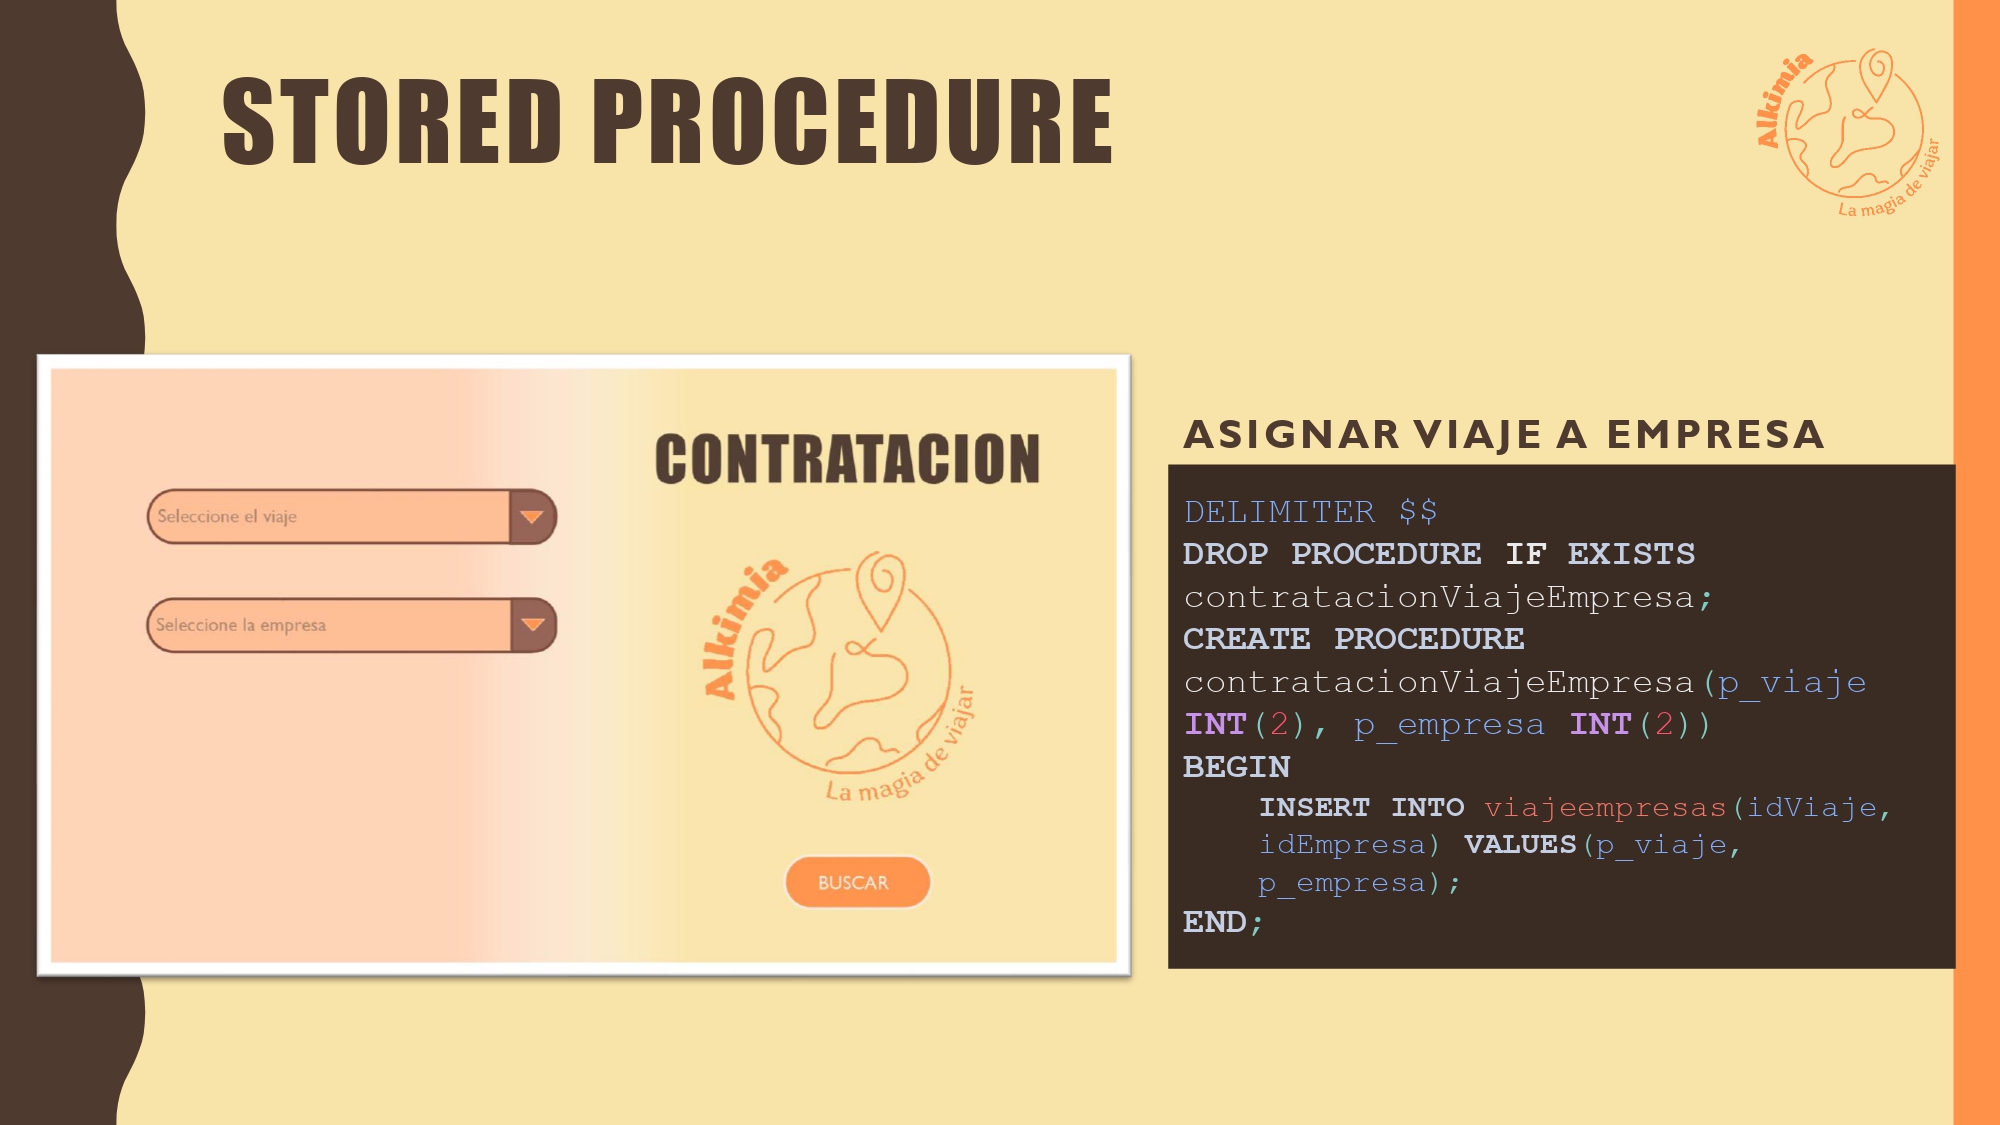 STORED PROCEDURE
Alkimia
La magia de viajar
CONTRATACION
Seleccione el viaje
Seleccione la empresa
Alkimia
La magia de viajar
BUSCAR
ASIGNAR VIAJE A EMPRESA
DELIMITER $$
DROP PROCEDURE IF EXISTS
contratacionViajeEmpresa;
CREATE PROCEDURE
contratacionViajeEmpresa(p_viaje
INT(2), p_empresa INT(2))
BEGIN
INSERT INTO viajeempresas(idViaje,
idEmpresa) VALUES(p_viaje,
p_empresa);
END;